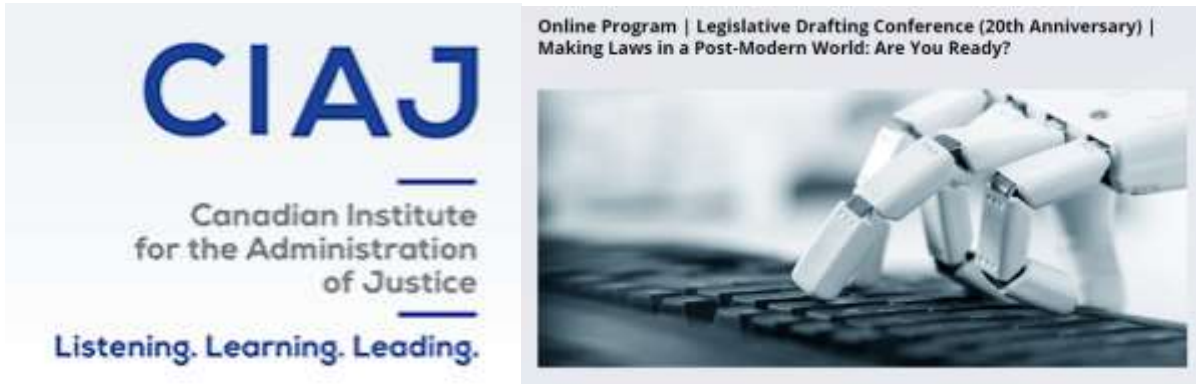 CIAJ
Canadian Institute
for the Administration
of Justice
Listening. Learning. Leading.
Online Program | Legislative Drafting Conference (20th Anniversary) |
Making Laws in a Post-Modern World: Are You Ready?